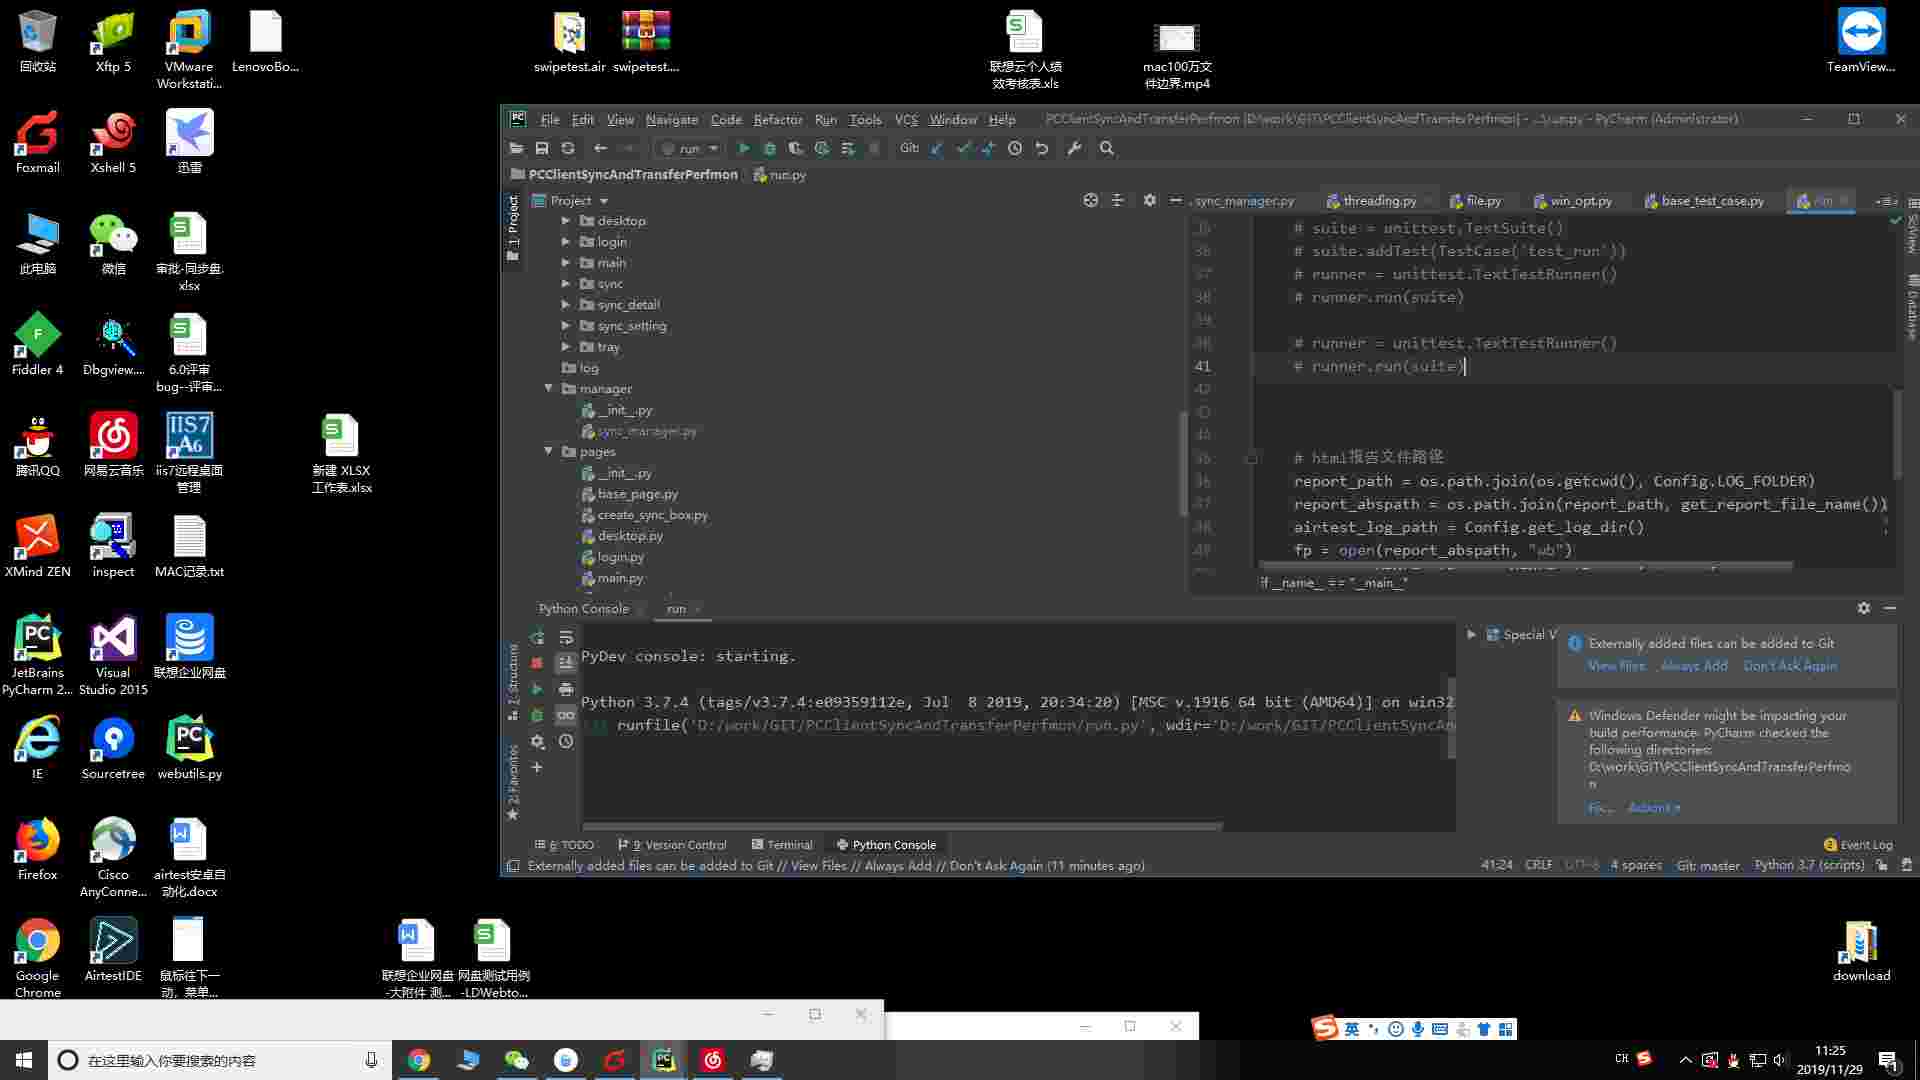 回收站
Xftp 5
VMware
Workstati...
LenovoBo...
swipetest.air
swipetest....
联想云个人绩
效考核表.xls
mac100万文
件边界.mp4
TeamView...
Foxmail
Xshell 5
迅雷
此电脑
微信
审批-同步盘.
xlsx
Fiddler 4
Dbgview....
6.0评审
bug--评审...
腾讯QQ
网易云音乐
IIS7
A6
iis7远程桌面
管理
新建 XLSX
工作表.xlsx
XMind ZEN
inspect
MAC记录.txt
JetBrains
PyCharm 2...
Visual
Studio 2015
联想企业网盘
IE
Sourcetree
webutils.py
Firefox
Cisco
AnyConne...
airtest安卓自
动化.docx
Google
Chrome
AirtestIDE
鼠标往下一
动，菜单...
联想企业网盘
-大附件 测...
网盘测试用例
-LDWebto...
download
File Edit View Navigate Code Refactor Run Tools VCS Window Help PCClientSyncAndTransferPerfmon [D:\work\GIT\PCClientSyncAndTransferPerfmon] - ...\run.py - PyCharm (Administrator)
run
Git:
PCClientSyncAndTransferPerfmon run.py
1: Project
Project
sync_manager.py threading.py file.py win_opt.py base_test_case.py run
desktop
login
main
sync
sync_detail
sync_setting
tray
log
manager
__init__.py
sync_manager.py
pages
__init__.py
base_page.py
create_sync_box.py
desktop.py
login.py
main.py
35 # suite = unittest.TestSuite()
36 # suite.addTest(TestCase('test_run'))
37 # runner = unittest.TextTestRunner()
38 # runner.run(suite)
39
40 # runner = unittest.TextTestRunner()
41 # runner.run(suite)
42
43
44
45 # html报告文件路径
46 report_path = os.path.join(os.getcwd(), Config.LOG_FOLDER)
47 report_abspath = os.path.join(report_path, get_report_file_name())
48 airtest_log_path = Config.get_log_dir()
49 fp = open(report_abspath, "wb")
if __name__ == "__main__"
SciView
Database
Python Console run
Z: Structure
2: Favorites
PyDev console: starting.
Python 3.7.4 (tags/v3.7.4:e09359112e, Jul 8 2019, 20:34:20) [MSC v.1916 64 bit (AMD64)] on win32
runfile('D:/work/GIT/PCClientSyncAndTransferPerfmon/run.py', wdir='D:/work/GIT/PCClientSyncAn
Special V
Externally added files can be added to Git
View Files Always Add Don't Ask Again
Windows Defender might be impacting your
build performance. PyCharm checked the
following directories:
D:\work\GIT\PCClientSyncAndTransferPerfmo
n
Fix... Actions
6: TODO 9: Version Control Terminal Python Console
2 Event Log
Externally added files can be added to Git // View Files // Always Add // Don't Ask Again (11 minutes ago)
41:24 CRLF UTF-8 4 spaces Git: master Python 3.7 (scripts)
英
在这里输入你要搜索的内容
CH
11:25
2019/11/29
1